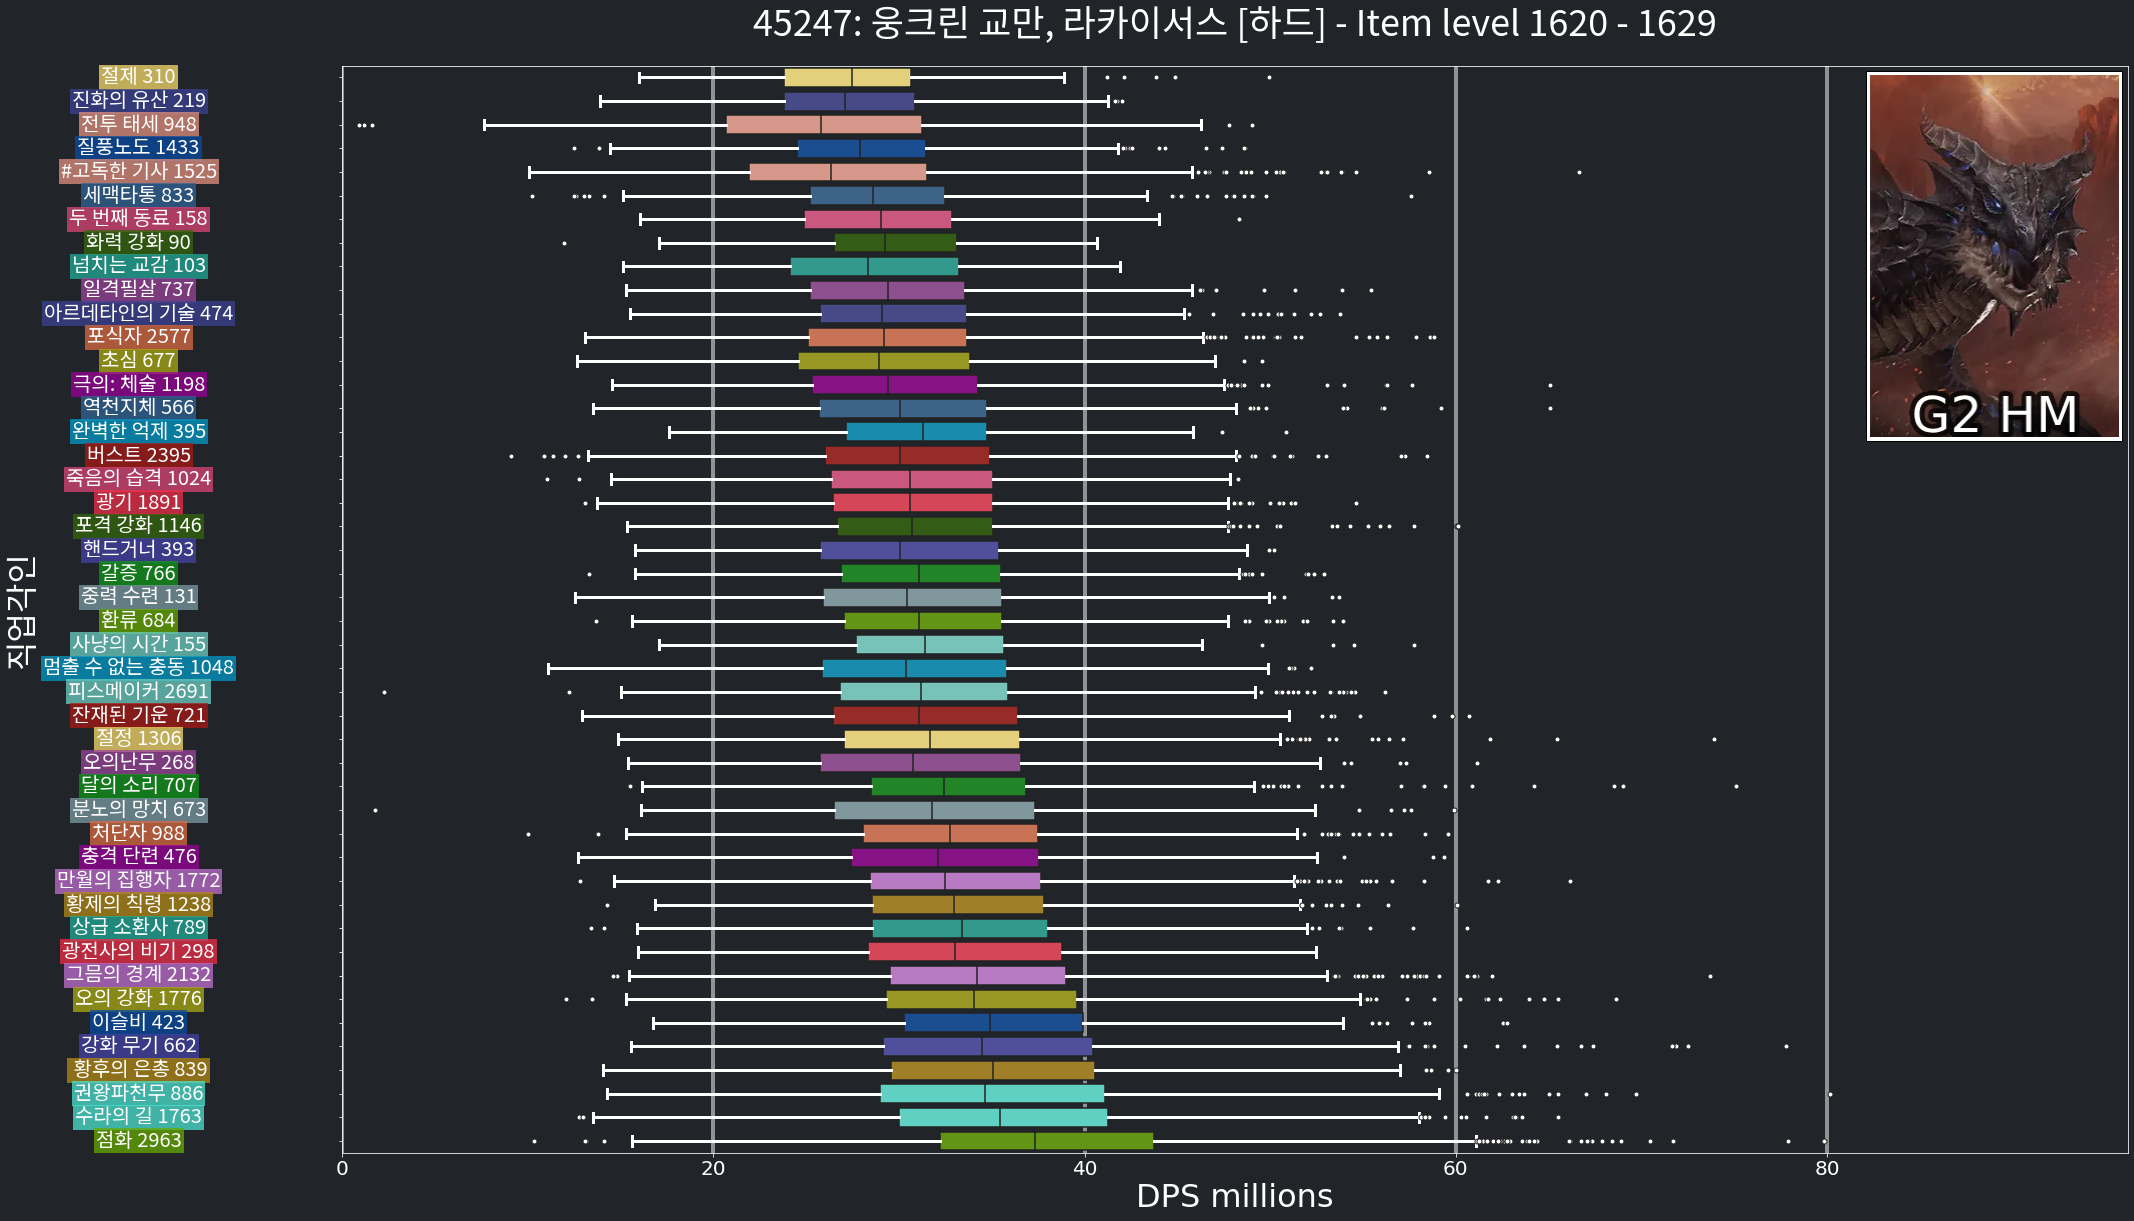 45247: 웅크린 교만, 라카이서스 [하드] - Item level 1620 - 1629
절제 310
진화의 유산 219
전투 태세 948
질풍노도 1433
#고독한 기사 1525
세맥타통 833
두 번째 동료 158
화력 강화 90
넘치는 교감 103
일격필살 737
아르데타인의 기술 474
포식자 2577
초심 677
극의: 체술 1198
역천지체 566
완벽한 억제 395
버스트 2395
죽음의 습격 1024
광기 1891
포격 강화 1146
핸드거너 393
갈증 766
중력 수련 131
환류 684
사냥의 시간 155
멈출 수 없는 충동 1048
피스메이커 2691
잔재된 기운 721
절정 1306
오의난무 268
달의 소리 707
분노의 망치 673
처단자 988
충격 단련 476
만월의 집행자 1772
황제의 칙령 1238
상급 소환사 789
광전사의 비기 298
그믐의 경계 2132
오의 강화 1776
이슬비 423
강화 무기 662
황후의 은총 839
권왕파천무 886
수라의 길 1763
점화 2963
직업각인
G2 HM
0 20 40 60 80
DPS millions